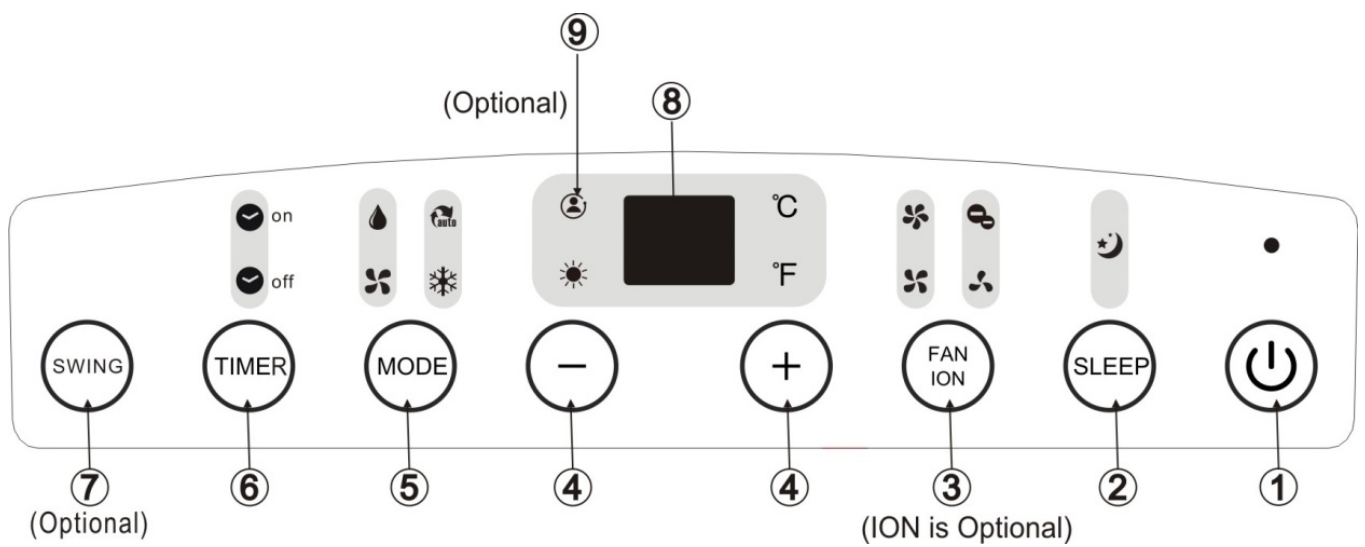 ⑨
(Optional)
⑧
on
auto
°C
off
°F
SWING
TIMER
MODE
−
+
FAN
ION
SLEEP
⑦
⑥
⑤
④
④
③
②
①
(Optional)
(ION is Optional)